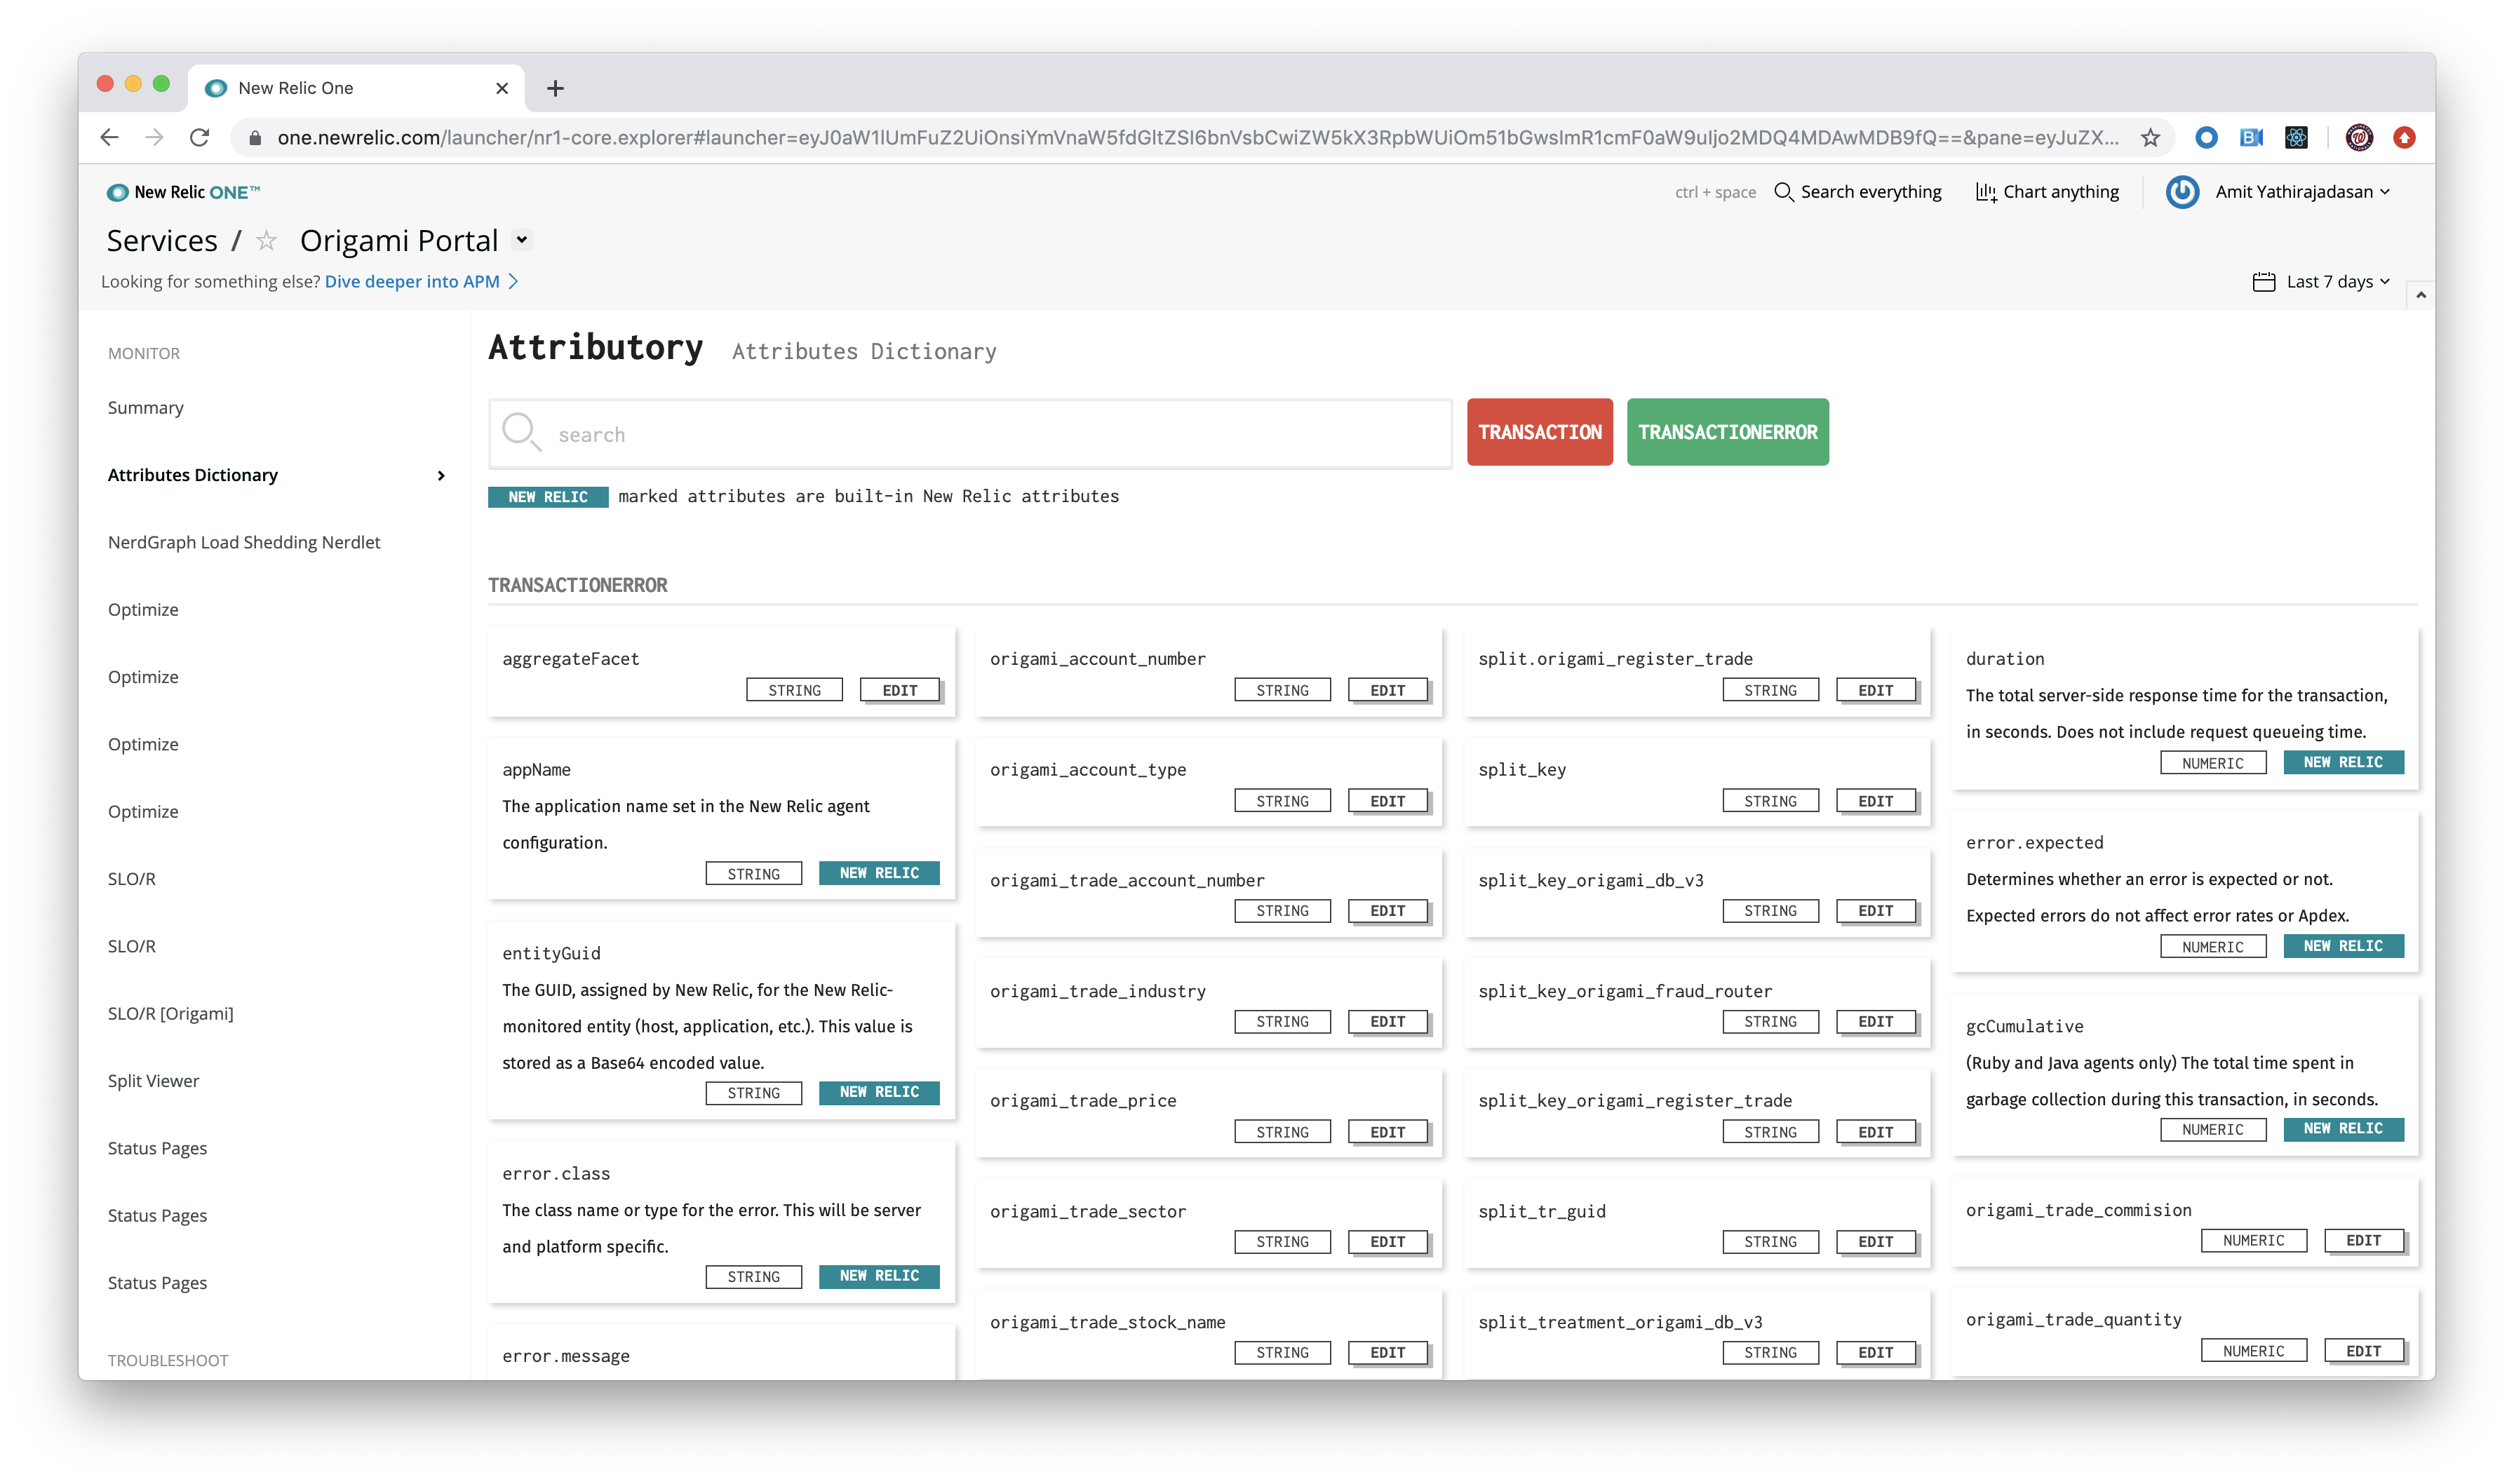 New Relic One
one.newrelic.com/launcher/nr1-core.explorer#launcher=eyJ0aW1lUmFuZ2UiOnsiYmVnaW5fdGltZSI6bnVsbCwiZW5kX3RpbWUiOm51bGwsImR1cmF0aW9uIjo2MDQ4MDAwMDB9fQ==&pane=eyJuZX...
New Relic ONE™
ctrl + space Search everything Chart anything Amit Yathirajadasan
Services / Origami Portal
Looking for something else? Dive deeper into APM
Last 7 days
MONITOR
Summary
Attributes Dictionary
NerdGraph Load Shedding Nerdlet
Optimize
Optimize
Optimize
Optimize
SLO/R
SLO/R
SLO/R [Origami]
Split Viewer
Status Pages
Status Pages
Status Pages
TROUBLESHOOT
Attributory Attributes Dictionary
search
TRANSACTION TRANSACTIONERROR
NEW RELIC marked attributes are built-in New Relic attributes
TRANSACTIONERROR
aggregateFacet
STRING EDIT
appName
The application name set in the New Relic agent
configuration.
STRING NEW RELIC
entityGuid
The GUID, assigned by New Relic, for the New Relic-
monitored entity (host, application, etc.). This value is
stored as a Base64 encoded value.
STRING NEW RELIC
error.class
The class name or type for the error. This will be server
and platform specific.
STRING NEW RELIC
error.message
origami_account_number
STRING EDIT
origami_account_type
STRING EDIT
origami_trade_account_number
STRING EDIT
origami_trade_industry
STRING EDIT
origami_trade_price
STRING EDIT
origami_trade_sector
STRING EDIT
origami_trade_stock_name
STRING EDIT
split.origami_register_trade
STRING EDIT
split_key
STRING EDIT
split_key_origami_db_v3
STRING EDIT
split_key_origami_fraud_router
STRING EDIT
split_key_origami_register_trade
STRING EDIT
split_tr_guid
STRING EDIT
split_treatment_origami_db_v3
STRING EDIT
duration
The total server-side response time for the transaction,
in seconds. Does not include request queueing time.
NUMERIC NEW RELIC
error.expected
Determines whether an error is expected or not.
Expected errors do not affect error rates or Apdex.
NUMERIC NEW RELIC
gcCumulative
(Ruby and Java agents only) The total time spent in
garbage collection during this transaction, in seconds.
NUMERIC NEW RELIC
origami_trade_commision
NUMERIC EDIT
origami_trade_quantity
NUMERIC EDIT